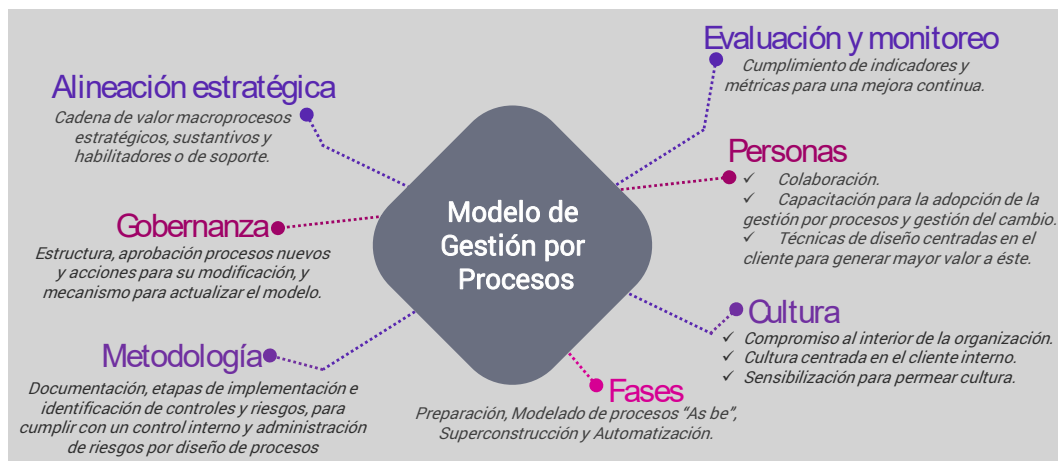 Alineación estratégica
Cadena de valor macroprocesos
estratégicos, sustantivos y
habilitadores o de soporte.
Gobernanza
Estructura, aprobación procesos nuevos
y acciones para su modificación, y
mecanismo para actualizar el modelo.
Metodología
Documentación, etapas de implementación e
identificación de controles y riesgos, para
cumplir con un control interno y administración
de riesgos por diseño de procesos
Modelo de
Gestión por
Procesos
Evaluación y monitoreo
Cumplimiento de indicadores y
métricas para una mejora continua.
Personas
✓ Colaboración.
✓ Capacitación para la adopción de la
gestión por procesos y gestión del cambio.
✓ Técnicas de diseño centradas en el
cliente para generar mayor valor a éste.
Cultura
✓ Compromiso al interior de la organización.
✓ Cultura centrada en el cliente interno.
✓ Sensibilización para permear cultura.
Fases
Preparación, Modelado de procesos “As be”,
Superconstrucción y Automatización.